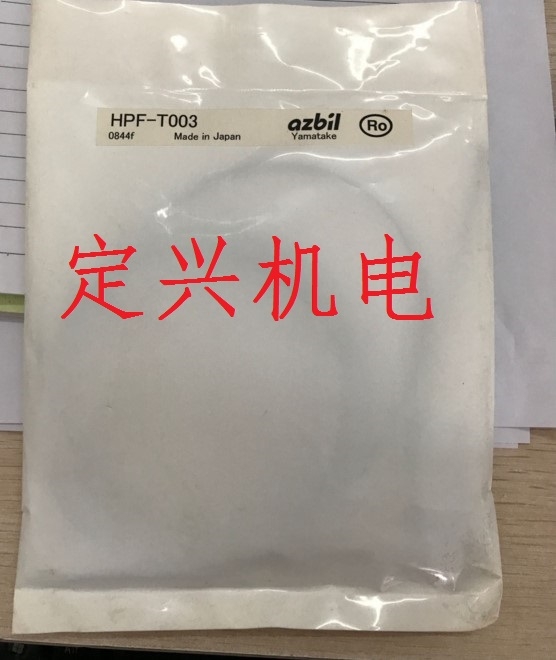 HPF-T003 azbil Ro
0844f Made in Japan Yamatake
定兴机电